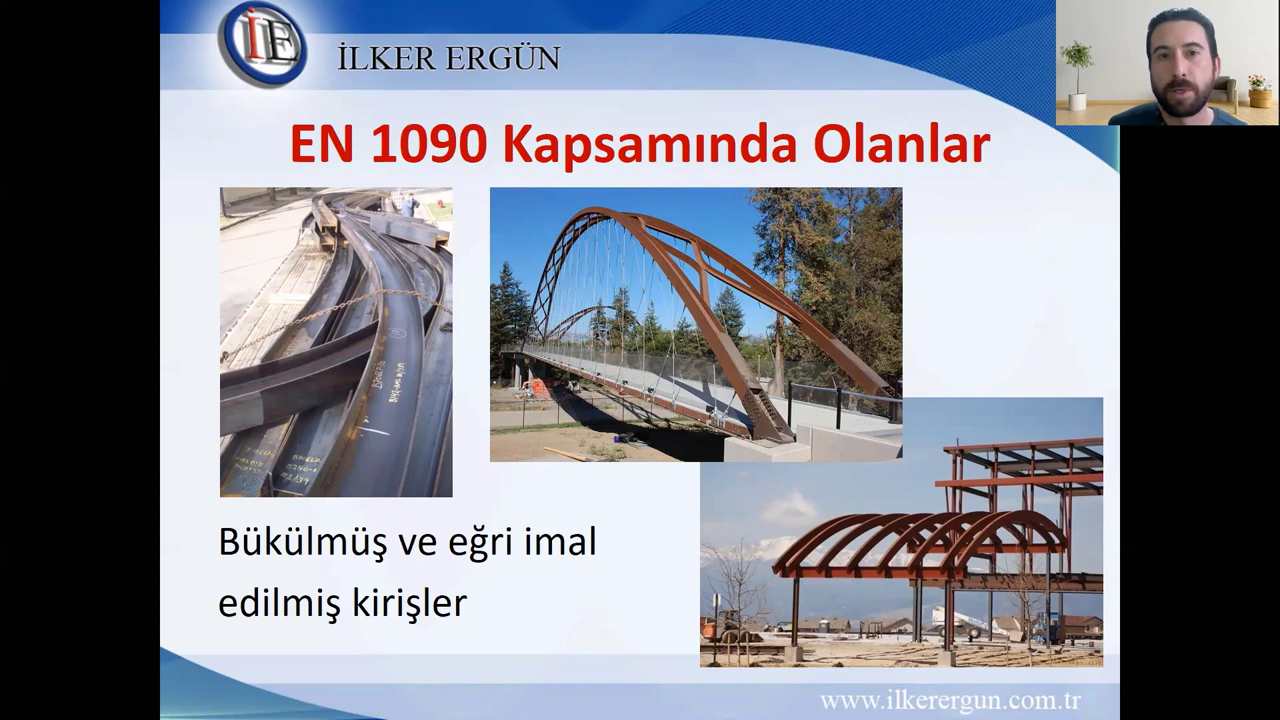 İE
İLKER ERGÜN
EN 1090 Kapsamında Olanlar
Bükülmüş ve eğri imal
edilmiş kirişler
www.ilkerergun.com.tr